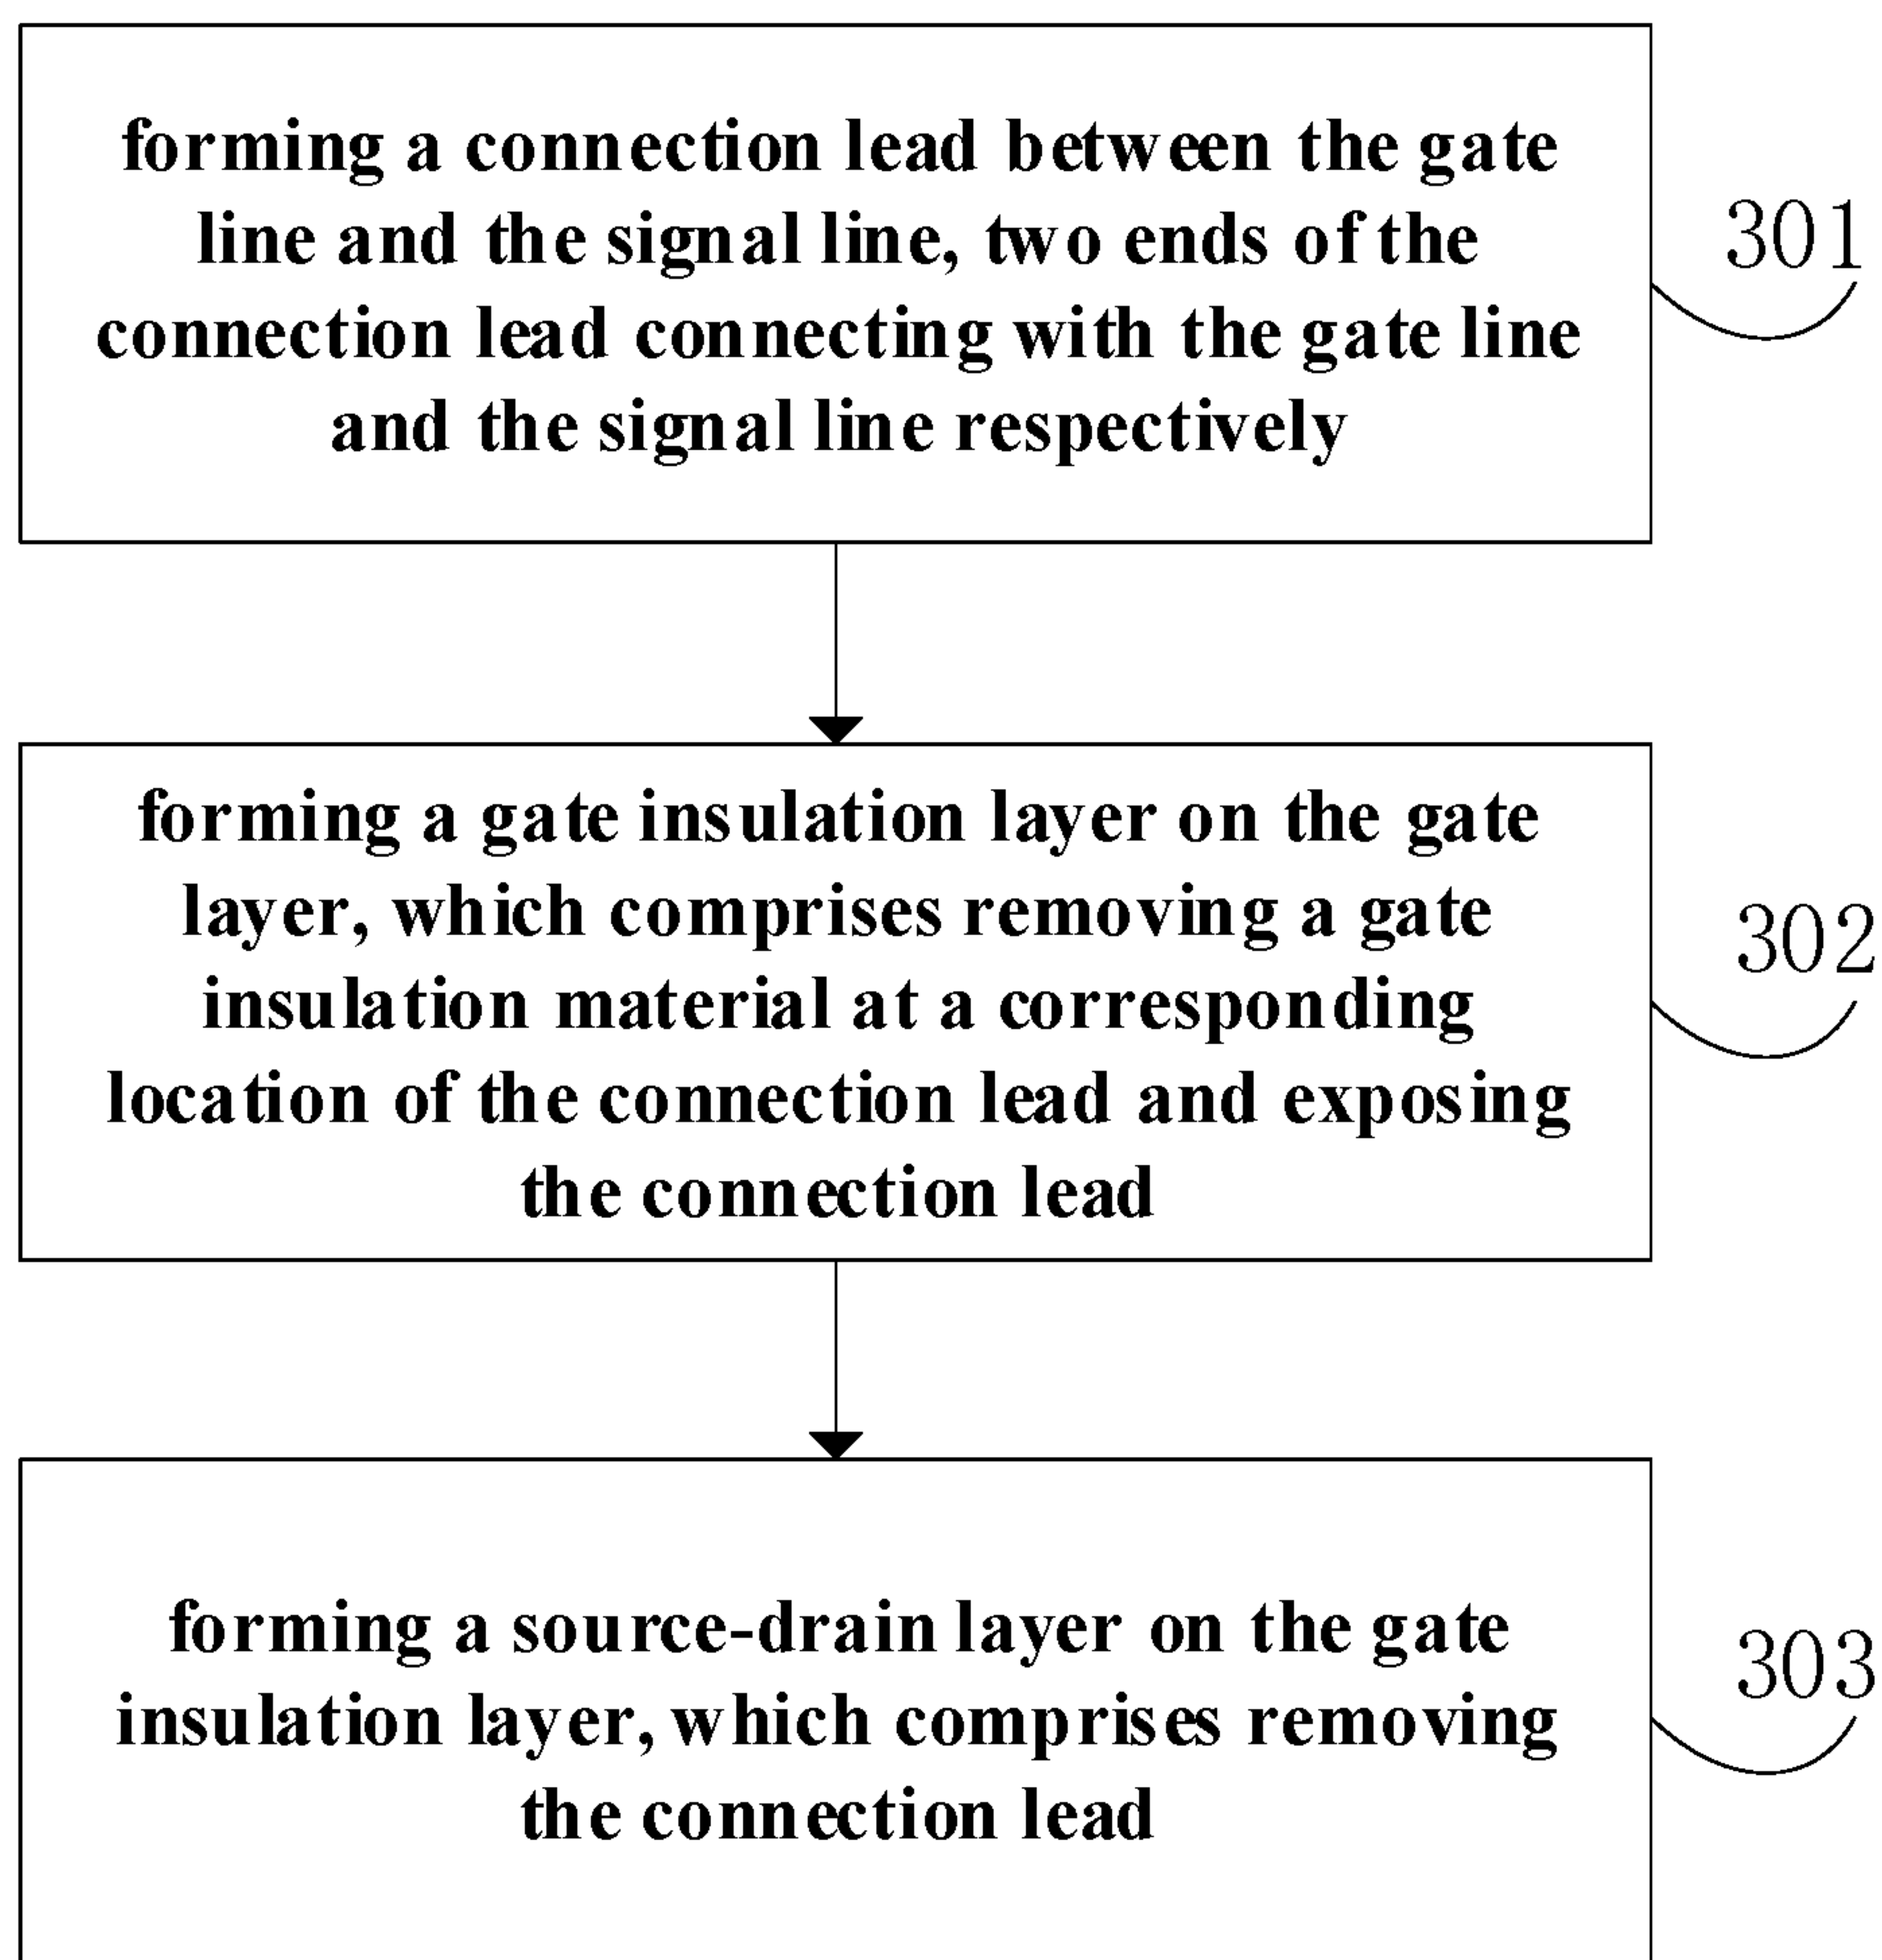 forming a connection lead between the gate
line and the signal line, two ends of the
connection lead connecting with the gate line
and the signal line respectively
301
forming a gate insulation layer on the gate
layer, which comprises removing a gate
insulation material at a corresponding
location of the connection lead and exposing
the connection lead
302
forming a source-drain layer on the gate
insulation layer, which comprises removing
the connection lead
303